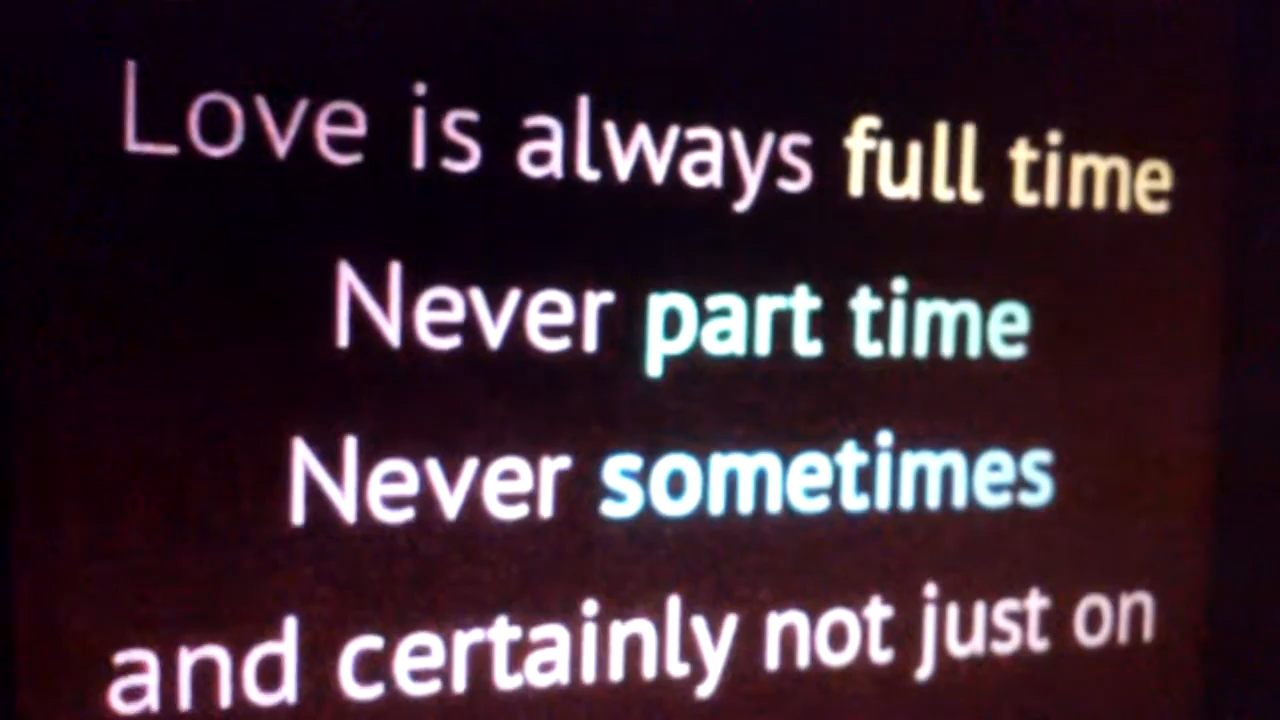 Love is always full time
Never part time
Never sometimes
and certainly not just on